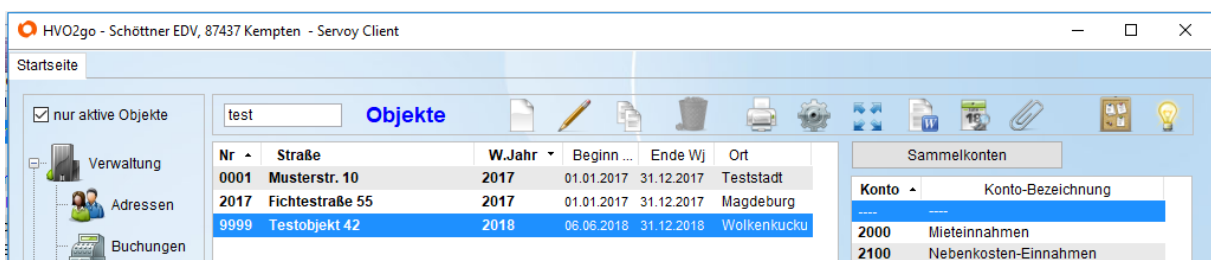 HVO2go - Schöttner EDV, 87437 Kempten - Servoy Client
Startseite
nur aktive Objekte
test
Objekte
W
18
Verwaltung
Adressen
Buchungen
Nr Straße W.Jahr Beginn ... Ende Wj Ort
0001 Musterstr. 10 2017 01.01.2017 31.12.2017 Teststadt
2017 Fichtestraße 55 2017 01.01.2017 31.12.2017 Magdeburg
9999 Testobjekt 42 2018 06.06.2018 31.12.2018 Wolkenkucku
Sammelkonten
Konto Konto-Bezeichnung
---- ----
2000 Mieteinnahmen
2100 Nebenkosten-Einnahmen